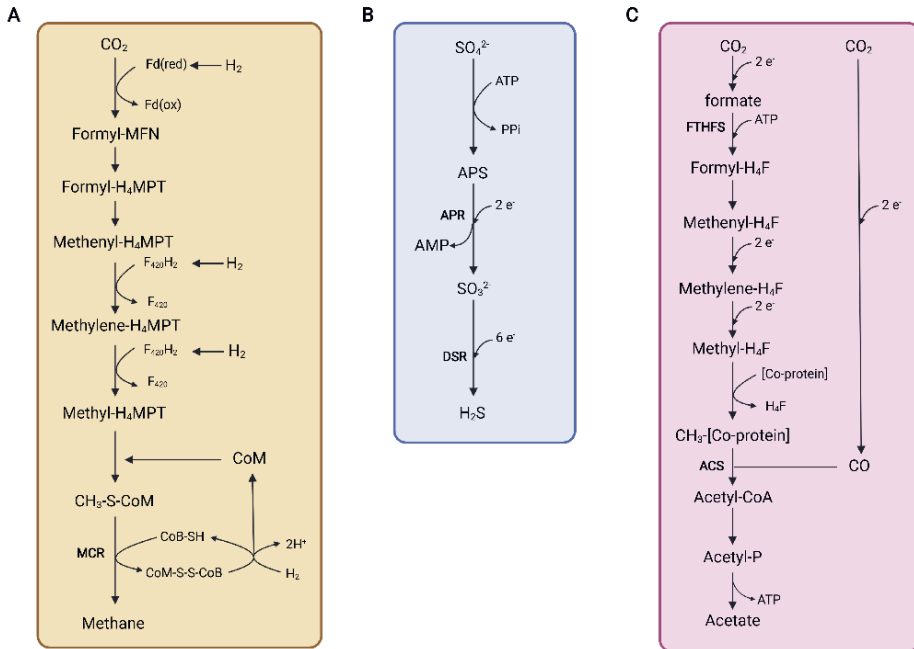 A
CO₂
Fd(red)
H₂
Fd(ox)
Formyl-MFN
Formyl-H₄MPT
Methenyl-H₄MPT
F₄₂₀H₂
H₂
F₄₂₀
Methylene-H₄MPT
F₄₂₀H₂
H₂
F₄₂₀
Methyl-H₄MPT
CoM
CH₃-S-CoM
CoB-SH
2H⁺
MCR
CoM-S-S-CoB
H₂
Methane
B
SO₄²⁻
ATP
PPi
APS
2 e⁻
APR
AMP
SO₃²⁻
6 e⁻
DSR
H₂S
C
CO₂
CO₂
2 e⁻
formate
FTHFS
ATP
Formyl-H₄F
2 e⁻
Methenyl-H₄F
2 e⁻
Methylene-H₄F
2 e⁻
Methyl-H₄F
[Co-protein]
H₄F
CH₃-[Co-protein]
ACS
CO
Acetyl-CoA
Acetyl-P
ATP
Acetate